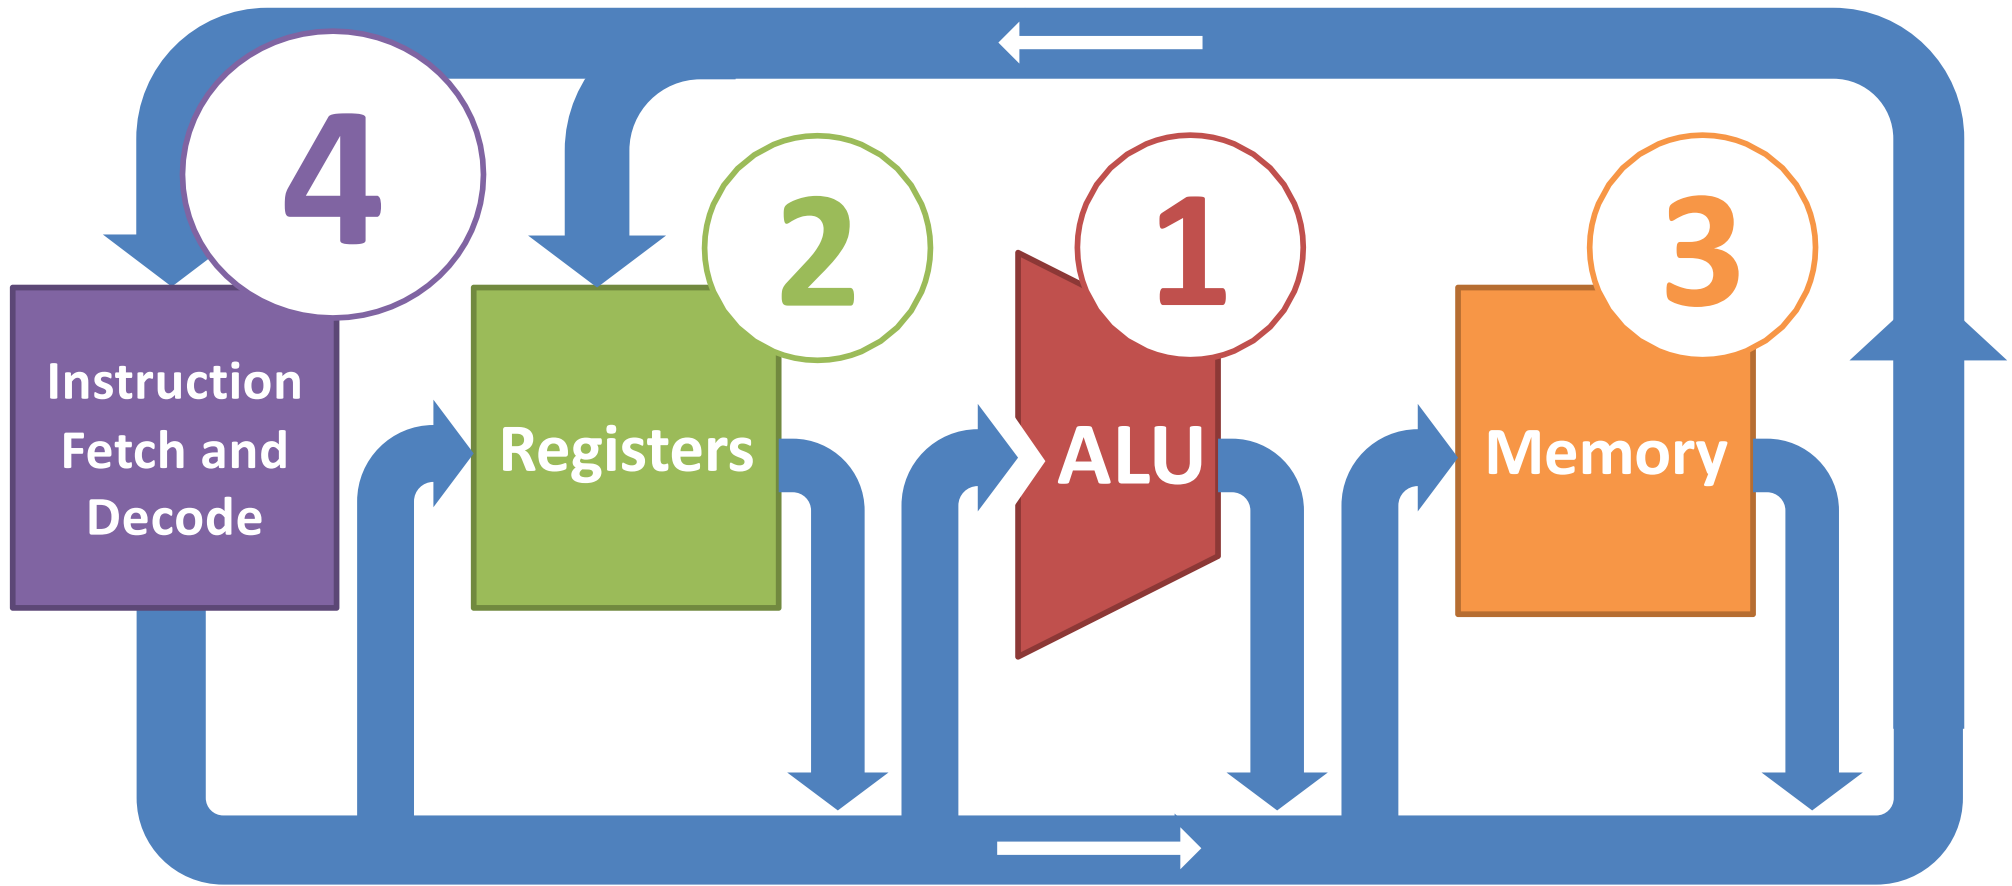 4
Instruction
Fetch and
Decode
2
Registers
1
ALU
3
Memory